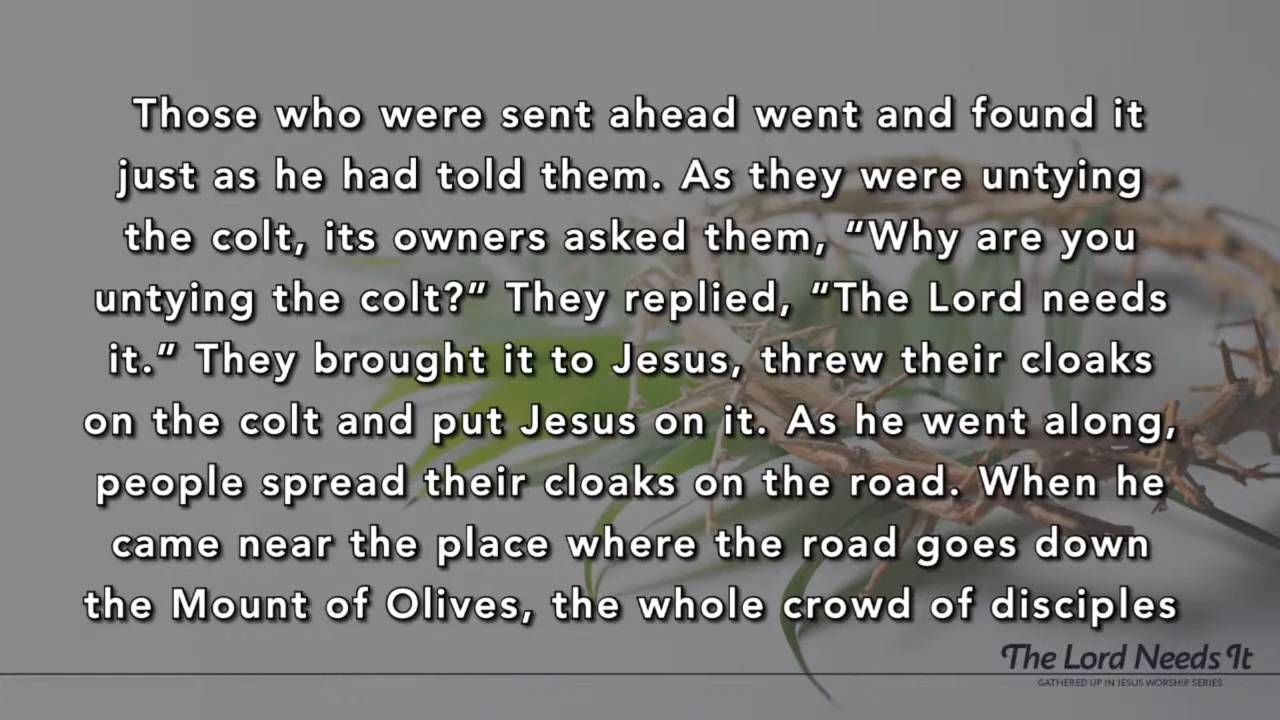 Those who were sent ahead went and found it
just as he had told them. As they were untying
the colt, its owners asked them, “Why are you
untying the colt?” They replied, “The Lord needs
it.” They brought it to Jesus, threw their cloaks
on the colt and put Jesus on it. As he went along,
people spread their cloaks on the road. When he
came near the place where the road goes down
the Mount of Olives, the whole crowd of disciples
The Lord Needs It
GATHERED UP IN JESUS WORSHIP SERIES